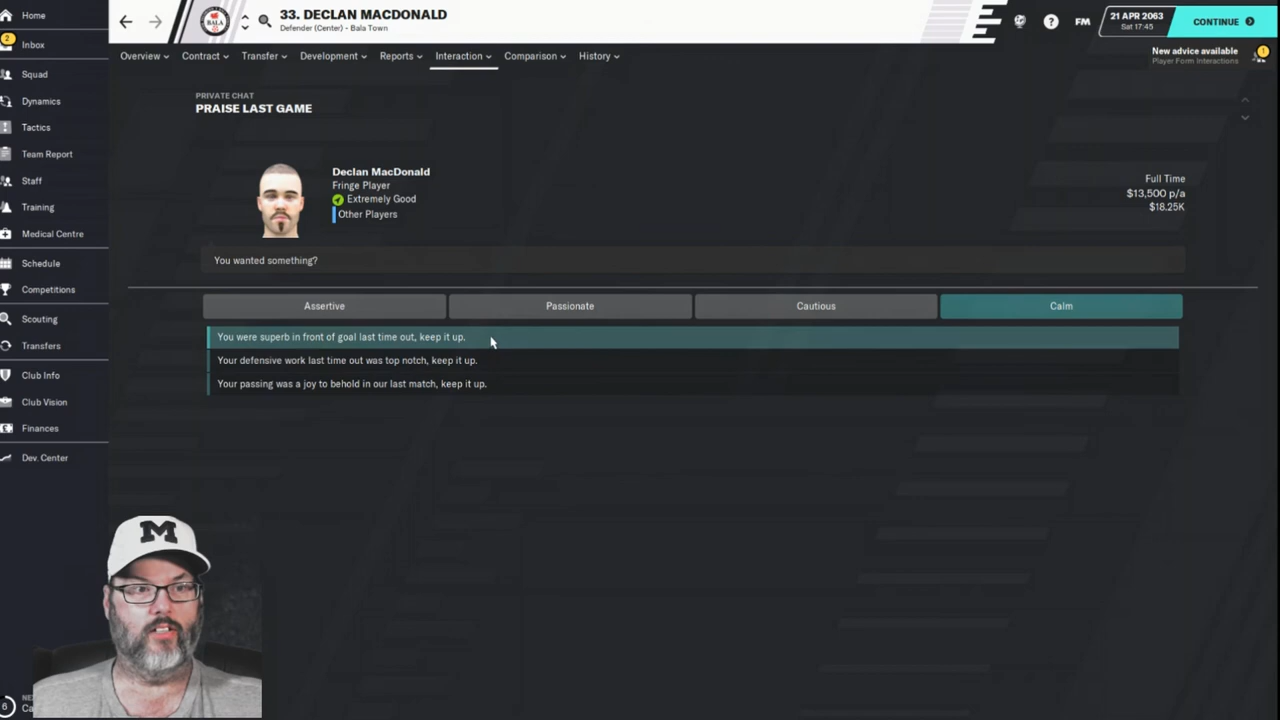 Home
2
Inbox
Squad
Dynamics
Tactics
Team Report
Staff
Training
Medical Centre
Schedule
Competitions
Scouting
Transfers
Club Info
Club Vision
Finances
Dev. Center
6
BALA
33. DECLAN MACDONALD
Defender (Center) - Bala Town
?
FM
21 APR 2063
Sat 17:45
CONTINUE
Overview
Contract
Transfer
Development
Reports
Interaction
Comparison
History
New advice available
Player Form Interactions
1
PRIVATE CHAT
PRAISE LAST GAME
Declan MacDonald
Fringe Player
Extremely Good
Other Players
Full Time
$13,500 p/a
$18.25K
You wanted something?
Assertive
Passionate
Cautious
Calm
You were superb in front of goal last time out, keep it up.
Your defensive work last time out was top notch, keep it up.
Your passing was a joy to behold in our last match, keep it up.
M